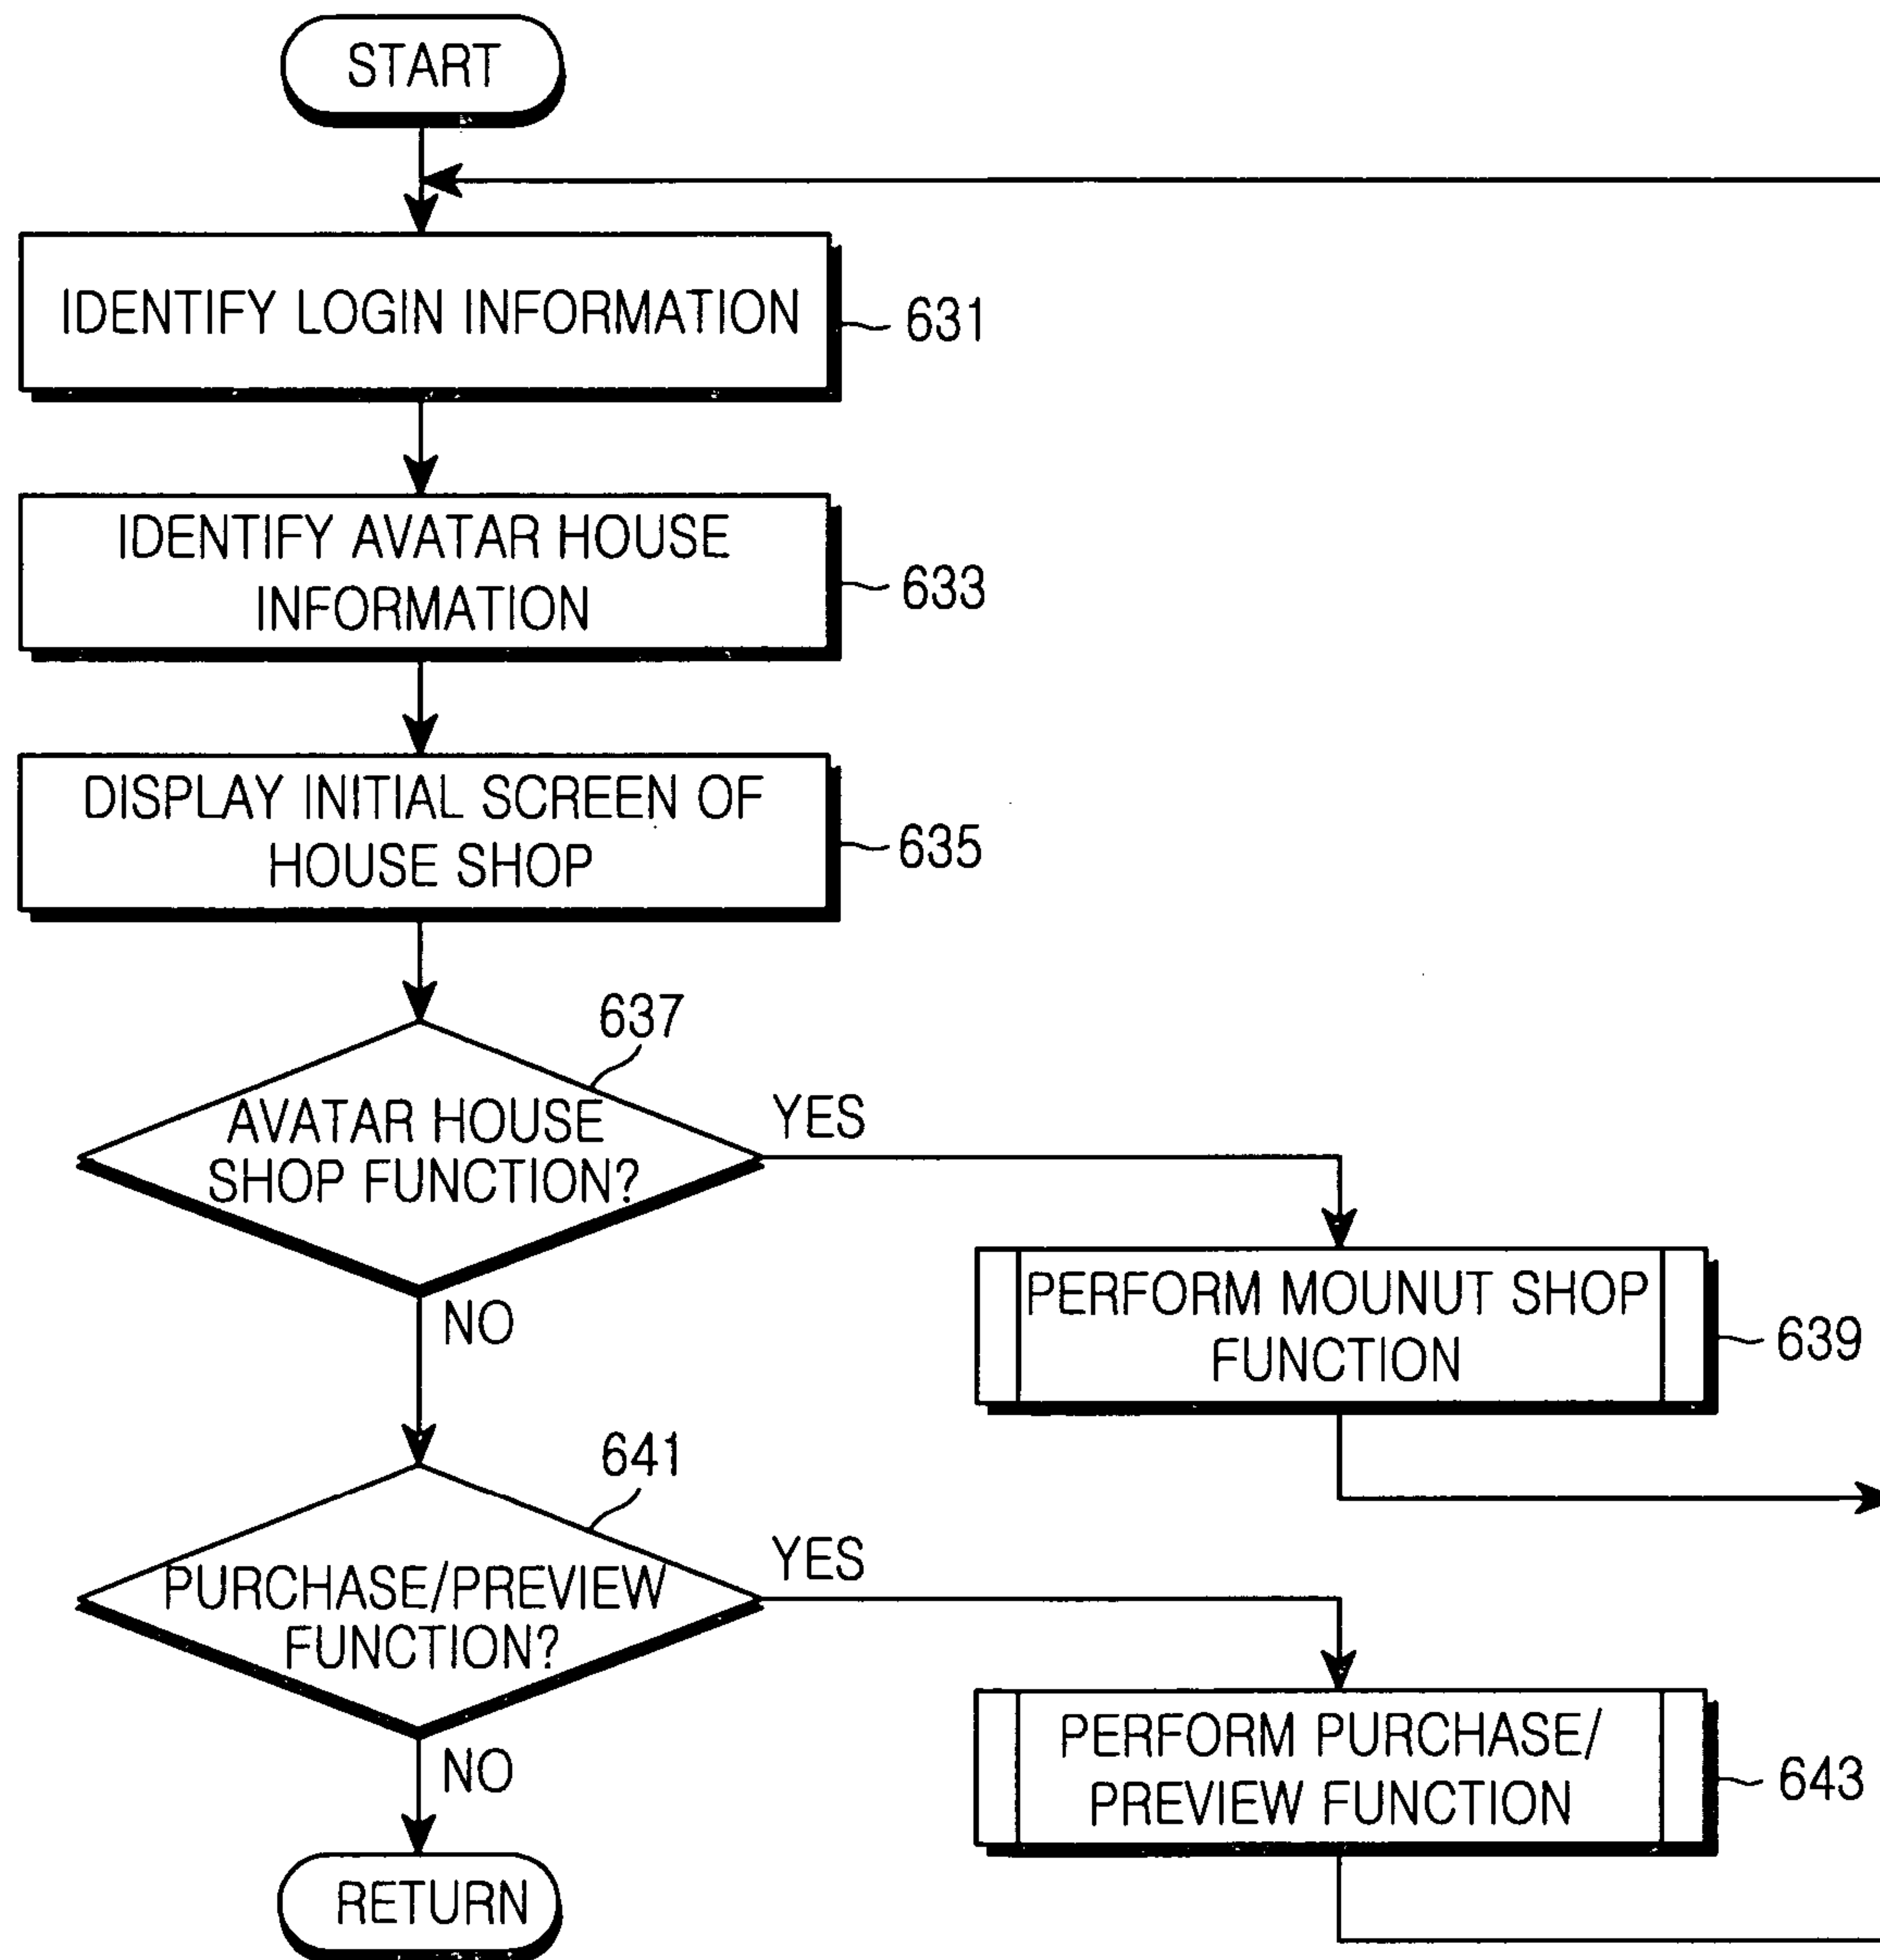 START
IDENTIFY LOGIN INFORMATION
631
IDENTIFY AVATAR HOUSE
INFORMATION
633
DISPLAY INITIAL SCREEN OF
HOUSE SHOP
635
637
AVATAR HOUSE
SHOP FUNCTION?
YES
NO
PERFORM MOUNUT SHOP
FUNCTION
639
641
PURCHASE/PREVIEW
FUNCTION?
YES
NO
PERFORM PURCHASE/
PREVIEW FUNCTION
643
RETURN